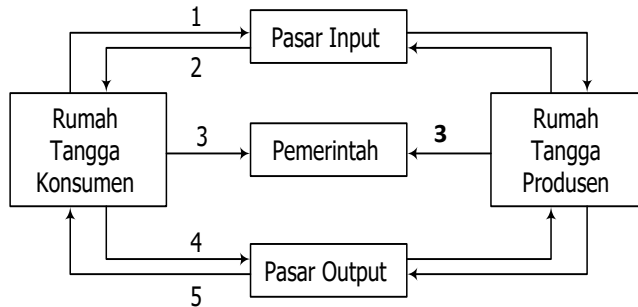 1
Pasar Input
2
Rumah
Tangga
Konsumen
3
Pemerintah
3
Rumah
Tangga
Produsen
4
Pasar Output
5